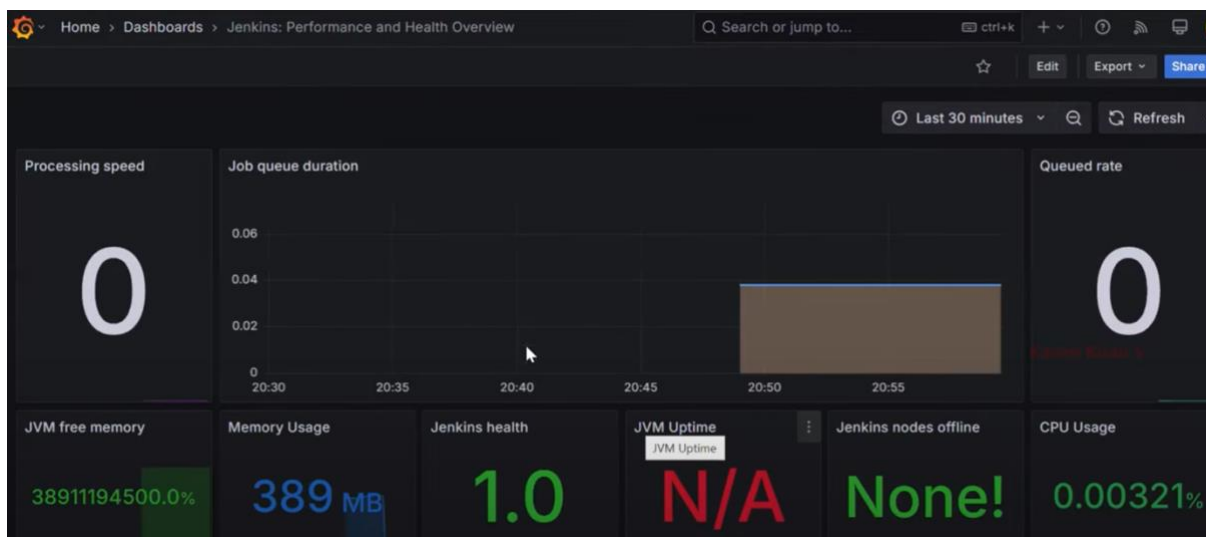 Home › Dashboards › Jenkins: Performance and Health Overview
Search or jump to...
ctrl+k
Edit
Export
Share
Last 30 minutes
Refresh
Processing speed
0
Job queue duration
0.06
0.04
0.02
0
20:30 20:35 20:40 20:45 20:50 20:55
Queued rate
0
JVM free memory
38911194500.0%
Memory Usage
389 MB
Jenkins health
1.0
JVM Uptime
JVM Uptime
N/A
Jenkins nodes offline
None!
CPU Usage
0.00321%